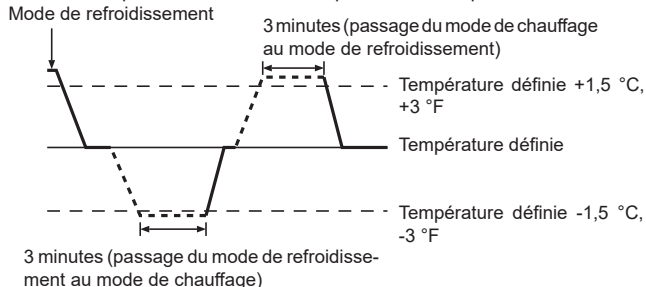 Mode de refroidissement
3 minutes (passage du mode de chauffage
au mode de refroidissement)
Température définie +1,5 °C,
+3 °F
Température définie
Température définie -1,5 °C,
-3 °F
3 minutes (passage du mode de refroidisse-
ment au mode de chauffage)